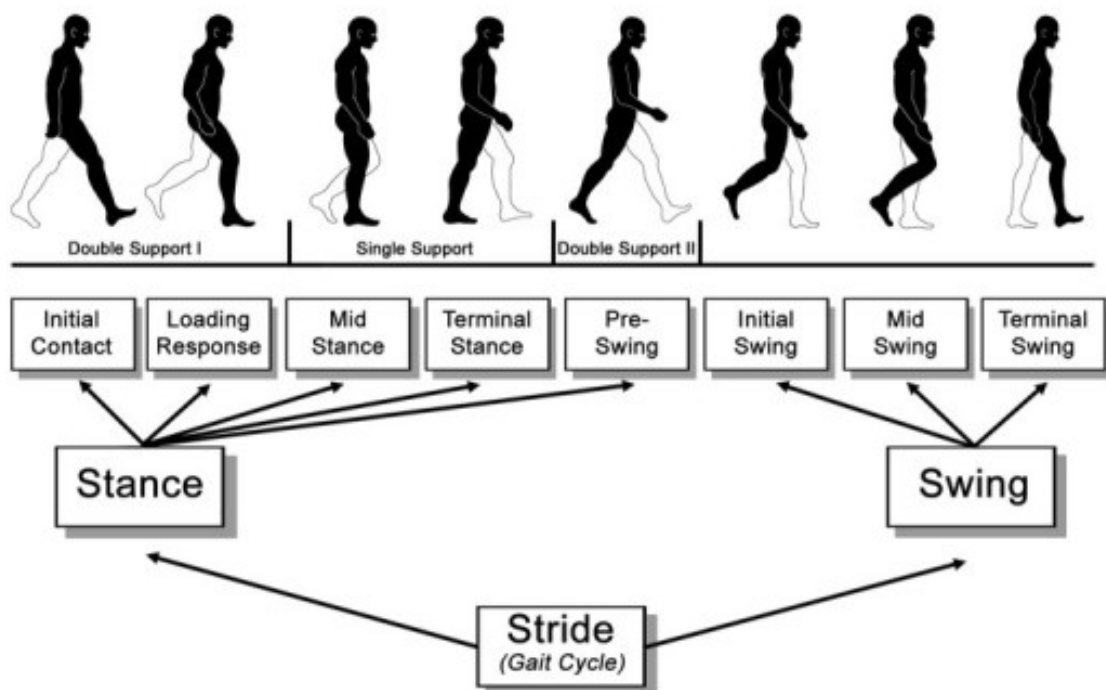 Double Support I
Single Support
Double Support II
Initial
Contact
Loading
Response
Mid
Stance
Terminal
Stance
Pre-
Swing
Initial
Swing
Mid
Swing
Terminal
Swing
Stance
Swing
Stride
(Gait Cycle)